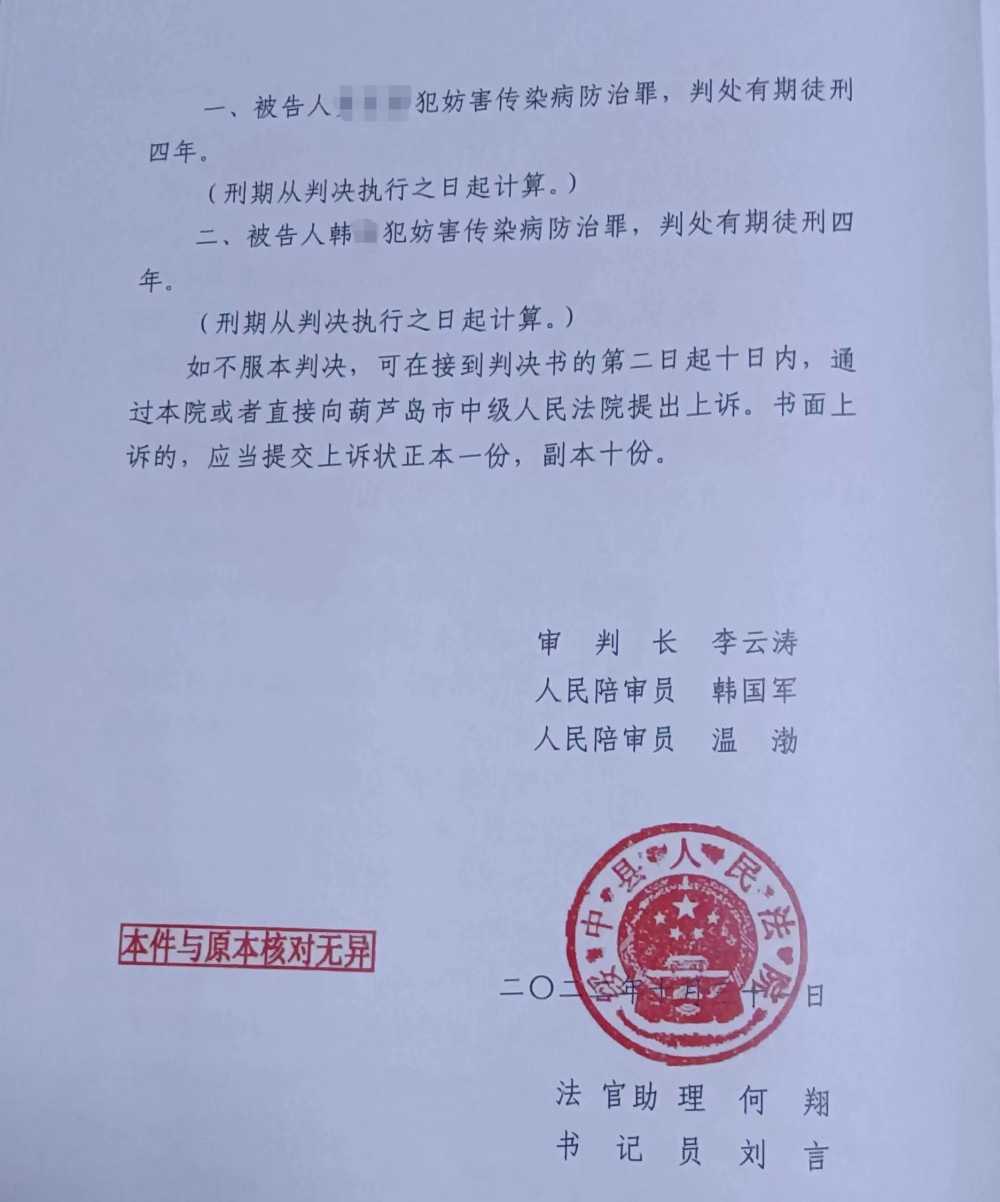 一、被告人 犯妨害传染病防治罪，判处有期徒刑
四年。
（刑期从判决执行之日起计算。）
二、被告人韩 犯妨害传染病防治罪，判处有期徒刑四
年。
（刑期从判决执行之日起计算。）
如不服本判决，可在接到判决书的第二日起十日内，通
过本院或者直接向葫芦岛市中级人民法院提出上诉。书面上
诉的，应当提交上诉状正本一份，副本十份。
审 判 长 李云涛
人民陪审员 韩国军
人民陪审员 温 渤
绥中县人民法院
本件与原本核对无异
二〇二 年十月 十 日
法 官 助 理 何 翔
书 记 员 刘 言